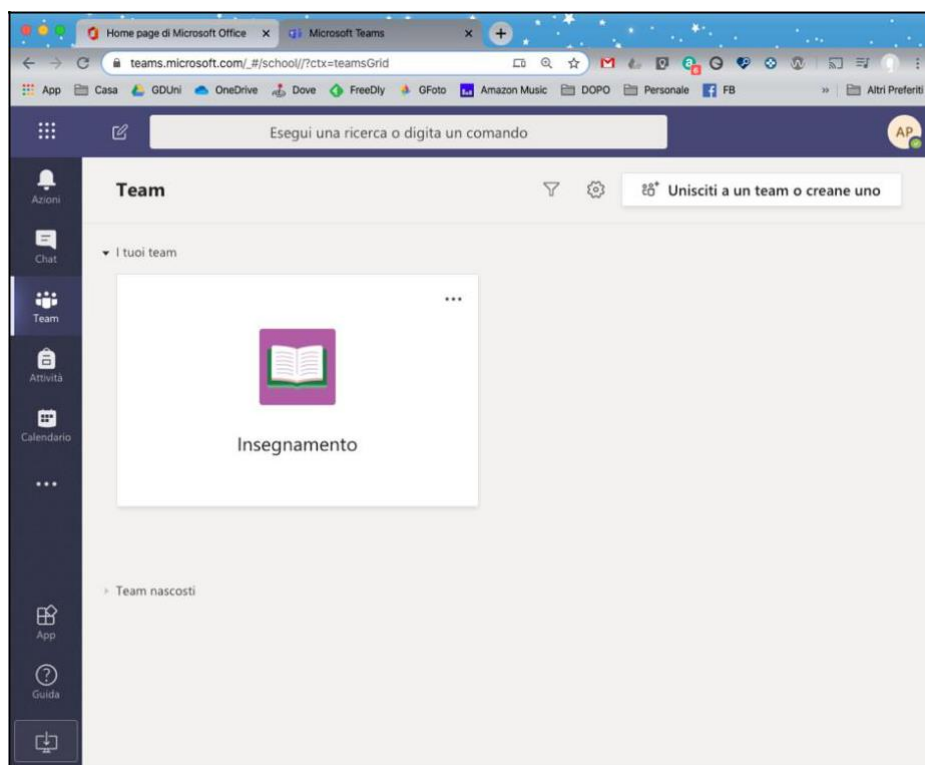 Home page di Microsoft Office
Microsoft Teams
teams.microsoft.com/_#/school//?ctx=teamsGrid
App Casa GDUni OneDrive Dove FreeDly GFoto Amazon Music DOPO Personale FB » Altri Preferiti
Esegui una ricerca o digita un comando
AP
Azioni
Chat
Team
Attività
Calendario
App
Guida
Team
Unisciti a un team o creane uno
I tuoi team
Insegnamento
Team nascosti